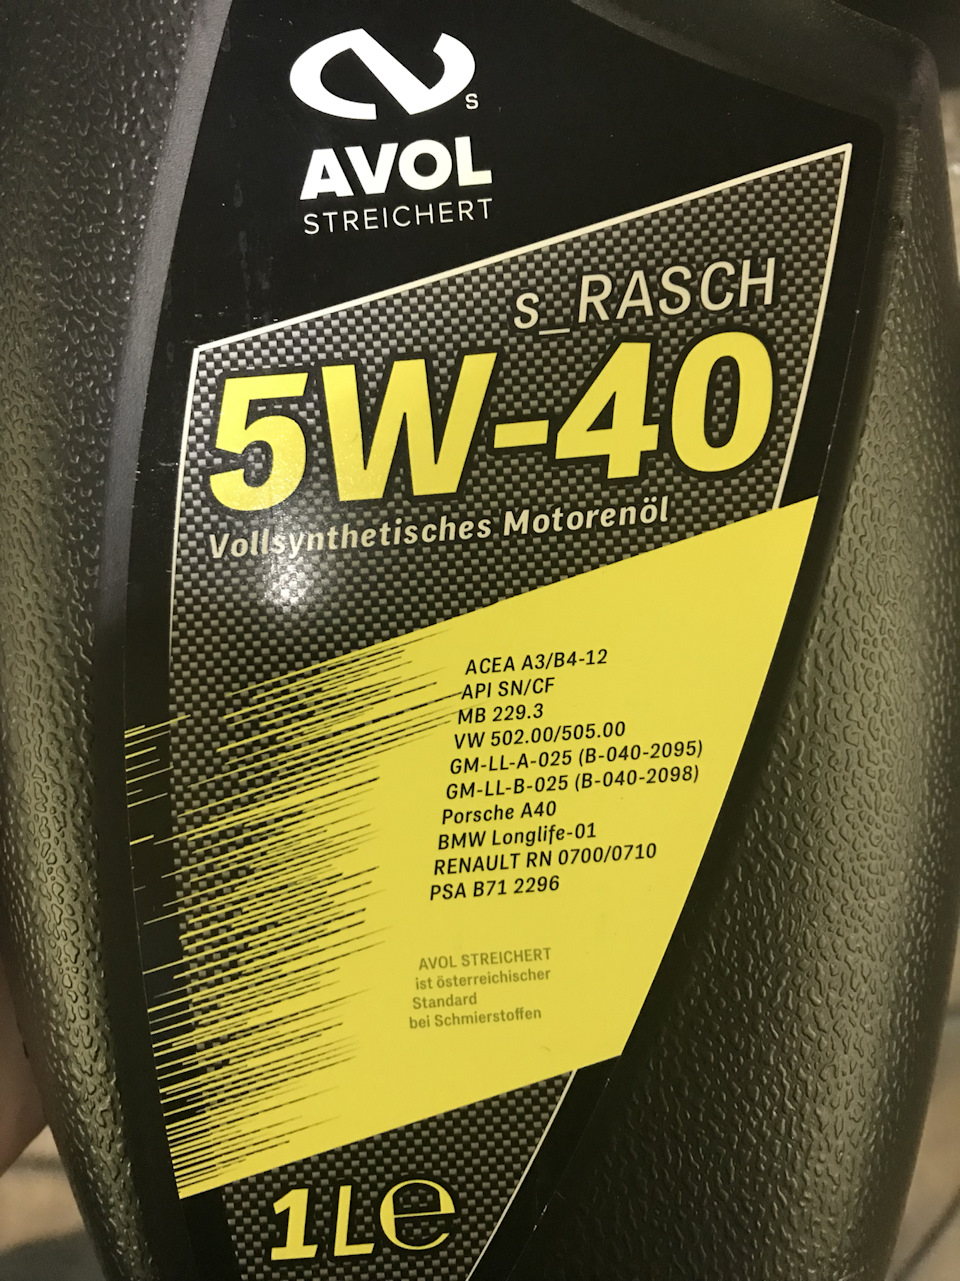 S
AVOL
STREICHERT
s_RASCH
5W-40
Vollsynthetisches Motorenöl
ACEA A3/B4-12
API SN/CF
MB 229.3
VW 502.00/505.00
GM-LL-A-025 (B-040-2095)
GM-LL-B-025 (B-040-2098)
Porsche A40
BMW Longlife-01
RENAULT RN 0700/0710
PSA B71 2296
AVOL STREICHERT
ist österreichischer
Standard
bei Schmierstoffen
1L℮